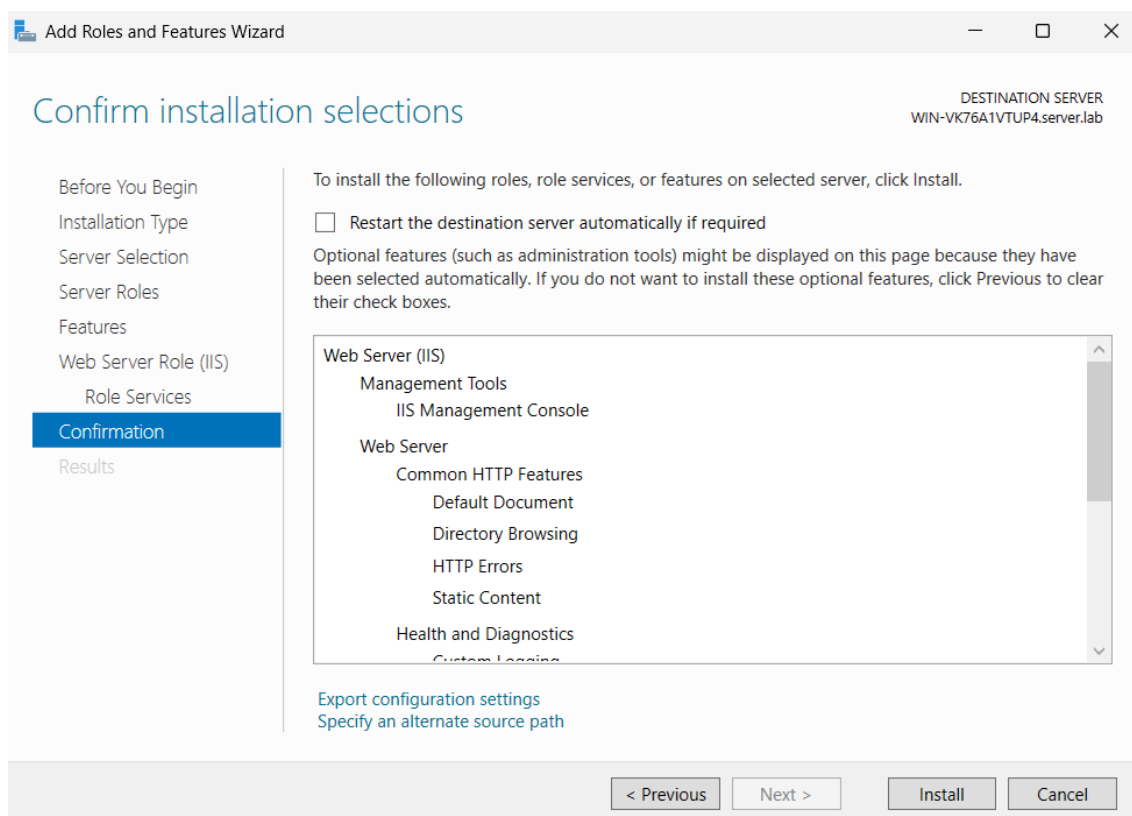 Add Roles and Features Wizard
Confirm installation selections
DESTINATION SERVER
WIN-VK76A1VTUP4.server.lab
Before You Begin
Installation Type
Server Selection
Server Roles
Features
Web Server Role (IIS)
Role Services
Confirmation
Results
To install the following roles, role services, or features on selected server, click Install.
Restart the destination server automatically if required
Optional features (such as administration tools) might be displayed on this page because they have
been selected automatically. If you do not want to install these optional features, click Previous to clear
their check boxes.
Web Server (IIS)
Management Tools
IIS Management Console
Web Server
Common HTTP Features
Default Document
Directory Browsing
HTTP Errors
Static Content
Health and Diagnostics
Custom Logging
Export configuration settings
Specify an alternate source path
< Previous
Next >
Install
Cancel